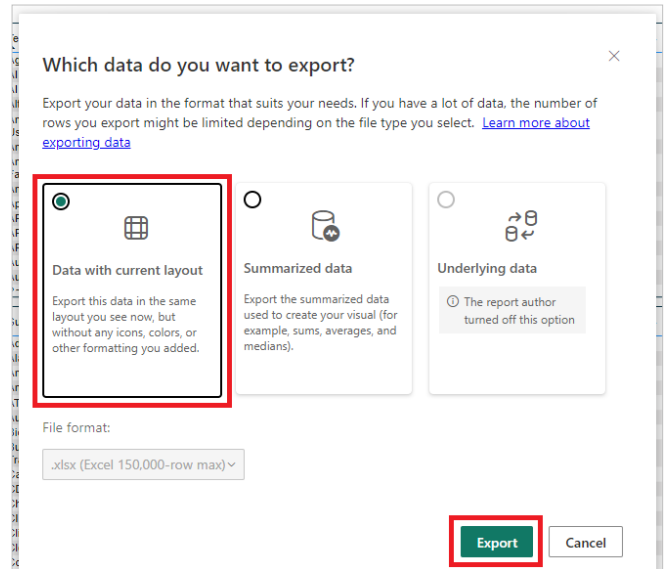 Which data do you want to export?
Export your data in the format that suits your needs. If you have a lot of data, the number of
rows you export might be limited depending on the file type you select. Learn more about
exporting data
Data with current layout
Export this data in the same
layout you see now, but
without any icons, colors, or
other formatting you added.
Summarized data
Export the summarized data
used to create your visual (for
example, sums, averages, and
medians).
Underlying data
The report author
turned off this option
File format:
.xlsx (Excel 150,000-row max)
Export
Cancel